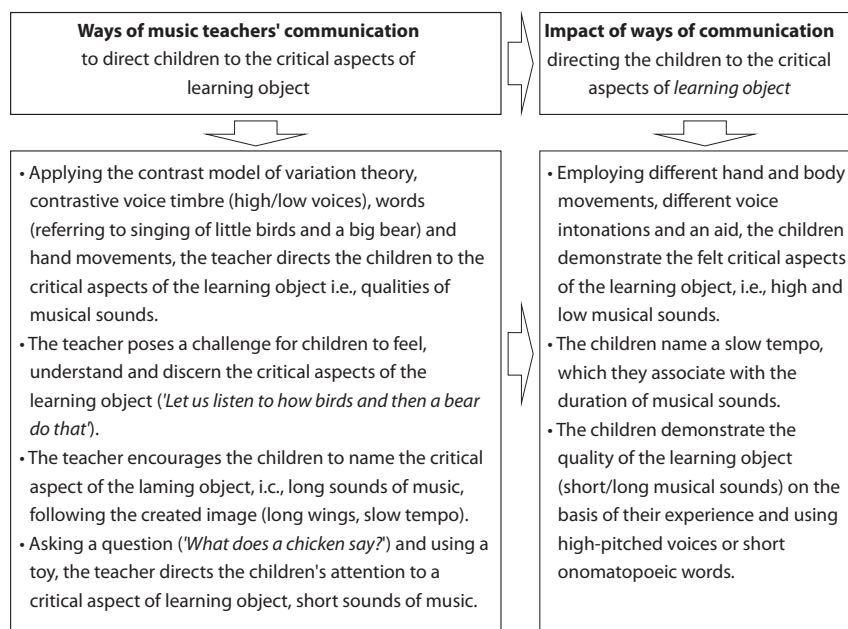 Ways of music teachers' communication
to direct children to the critical aspects of
learning object
Impact of ways of communication
directing the children to the critical
aspects of learning object
• Applying the contrast model of variation theory,
contrastive voice timbre (high/low voices), words
(referring to singing of little birds and a big bear) and
hand movements, the teacher directs the children to the
critical aspects of the learning object i.e., qualities of
musical sounds.
• The teacher poses a challenge for children to feel,
understand and discern the critical aspects of the
learning object ('Let us listen to how birds and then a bear
do that').
• The teacher encourages the children to name the critical
aspect of the laming object, i.c., long sounds of music,
following the created image (long wings, slow tempo).
• Asking a question ('What does a chicken say?') and using a
toy, the teacher directs the children's attention to a
critical aspect of learning object, short sounds of music.
• Employing different hand and body
movements, different voice
intonations and an aid, the children
demonstrate the felt critical aspects
of the learning object, i.e., high and
low musical sounds.
• The children name a slow tempo,
which they associate with the
duration of musical sounds.
• The children demonstrate the
quality of the learning object
(short/long musical sounds) on the
basis of their experience and using
high-pitched voices or short
onomatopoeic words.